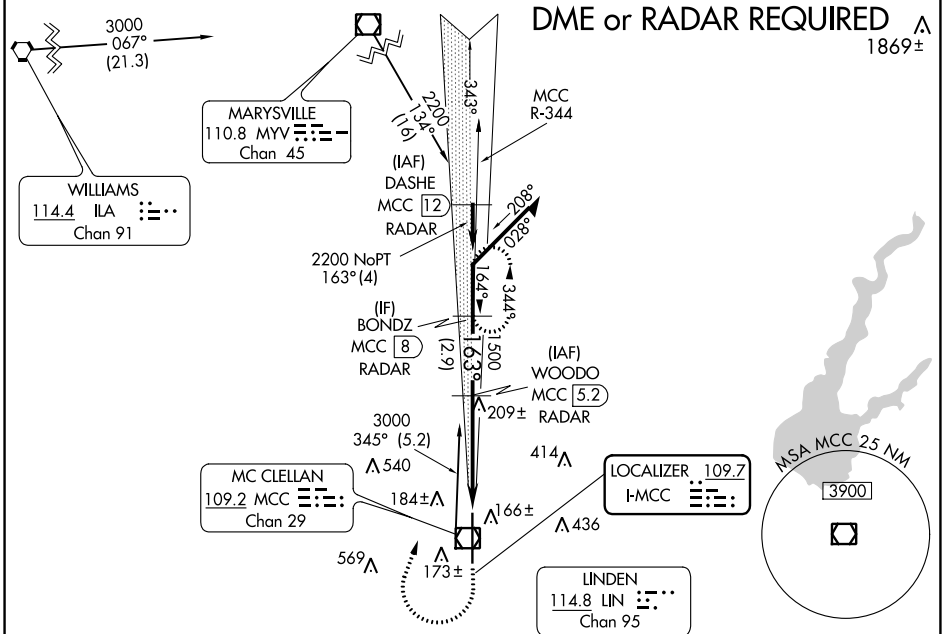 DME or RADAR REQUIRED
1869±
3000
067°
(21.3)
WILLIAMS
114.4 ILA
Chan 91
MARYSVILLE
110.8 MYV
Chan 45
2200
134°
(16)
343°
MCC
R-344
(IAF)
DASHE
MCC 12
RADAR
208°
028°
2200 NoPT
163° (4)
164°
344°
(IF)
BONDZ
MCC 8
RADAR
(2.9)
163°
1500
(IAF)
WOODO
MCC 5.2
RADAR
209±
3000
345° (5.2)
540
414
MC CLELLAN
109.2 MCC
Chan 29
184±
166±
436
LOCALIZER 109.7
I-MCC
569
173±
LINDEN
114.8 LIN
Chan 95
MSA MCC 25 NM
3900